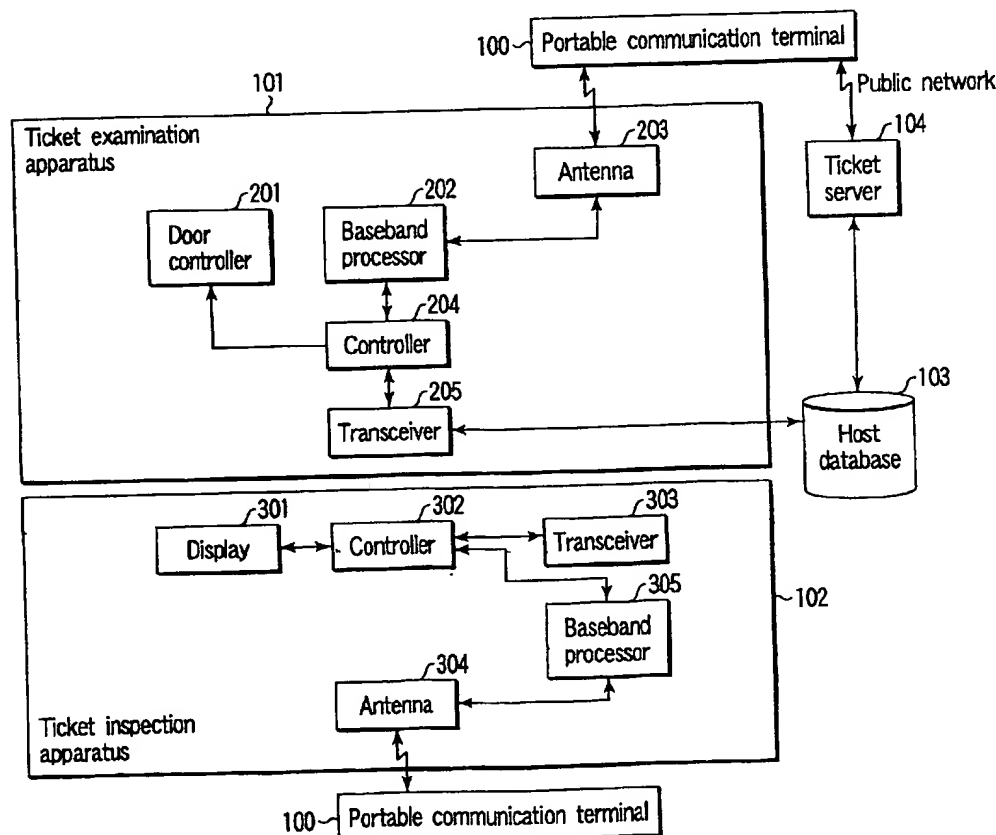 100
Portable communication terminal
Public network
101
Ticket examination
apparatus
203
Antenna
104
Ticket
server
201
Door
controller
202
Baseband
processor
204
Controller
205
Transceiver
103
Host
database
301
Display
302
Controller
303
Transceiver
305
Baseband
processor
102
304
Antenna
Ticket inspection
apparatus
100
Portable communication terminal